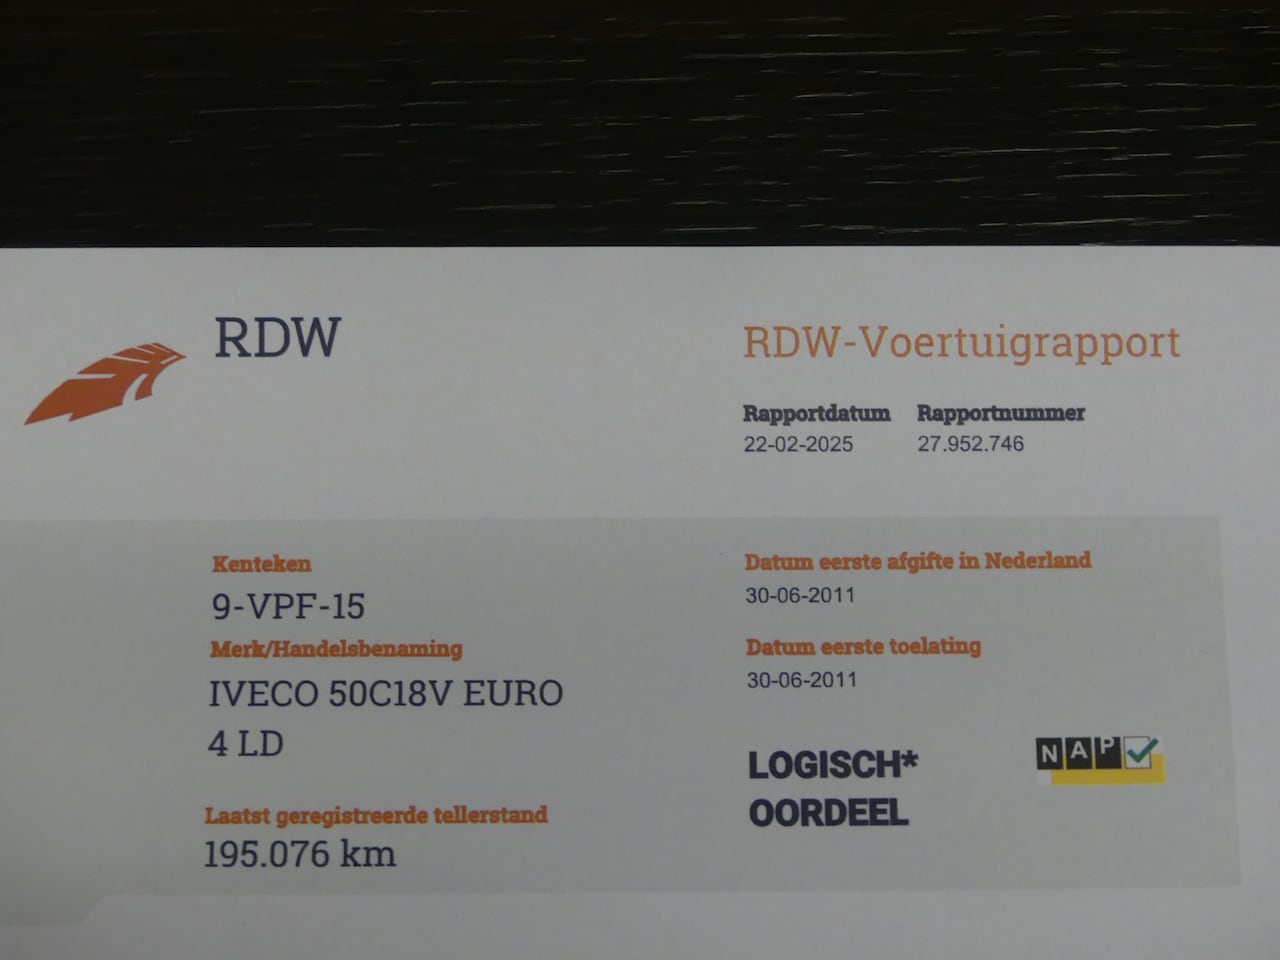 RDW
RDW-Voertuigrapport
Rapportdatum Rapportnummer
22-02-2025 27.952.746
Kenteken
9-VPF-15
Merk/Handelsbenaming
IVECO 50C18V EURO
4 LD
Laatst geregistreerde tellerstand
195.076 km
Datum eerste afgifte in Nederland
30-06-2011
Datum eerste toelating
30-06-2011
LOGISCH*
OORDEEL
NAP